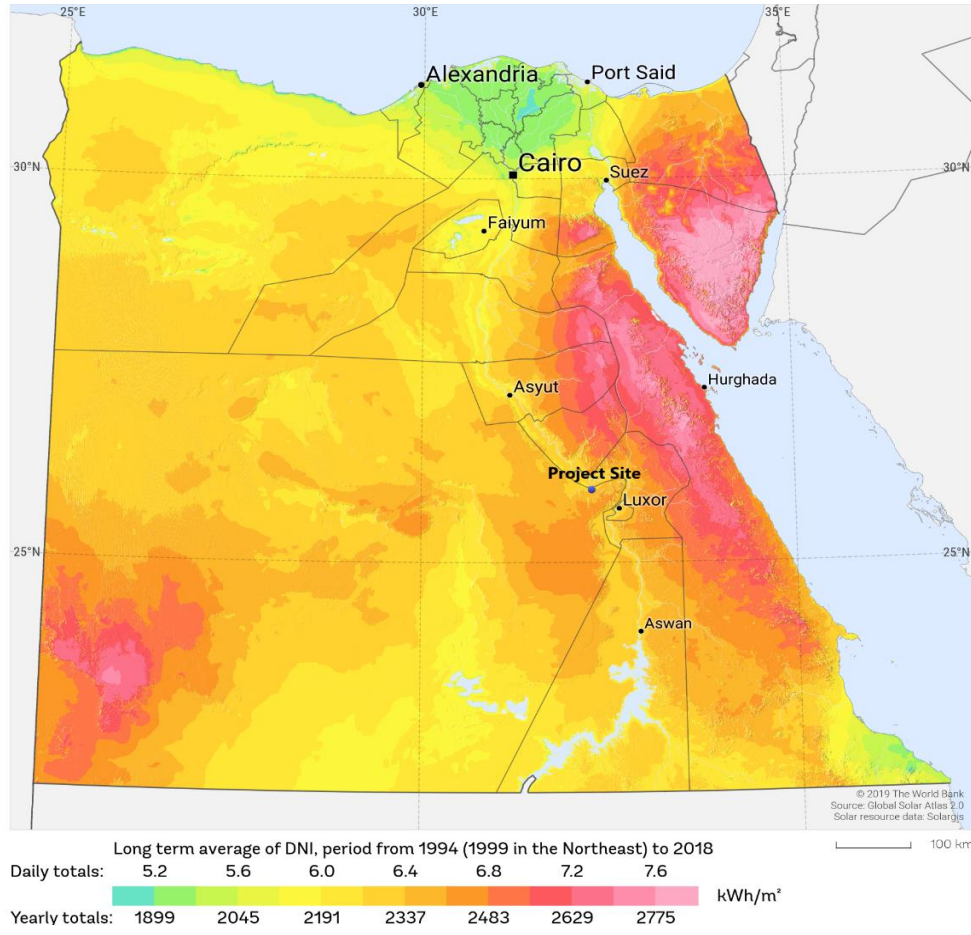 25°E 30°E 35°E
Alexandria
Port Said
30°N
Cairo
Suez
30°N
Faiyum
Asyut
Hurghada
Project Site
Luxor
25°N
25°N
Aswan
© 2019 The World Bank
Source: Global Solar Atlas 2.0
Solar resource data: Solargis
Long term average of DNI, period from 1994 (1999 in the Northeast) to 2018
100 km
Daily totals: 5.2 5.6 6.0 6.4 6.8 7.2 7.6
kWh/m²
Yearly totals: 1899 2045 2191 2337 2483 2629 2775